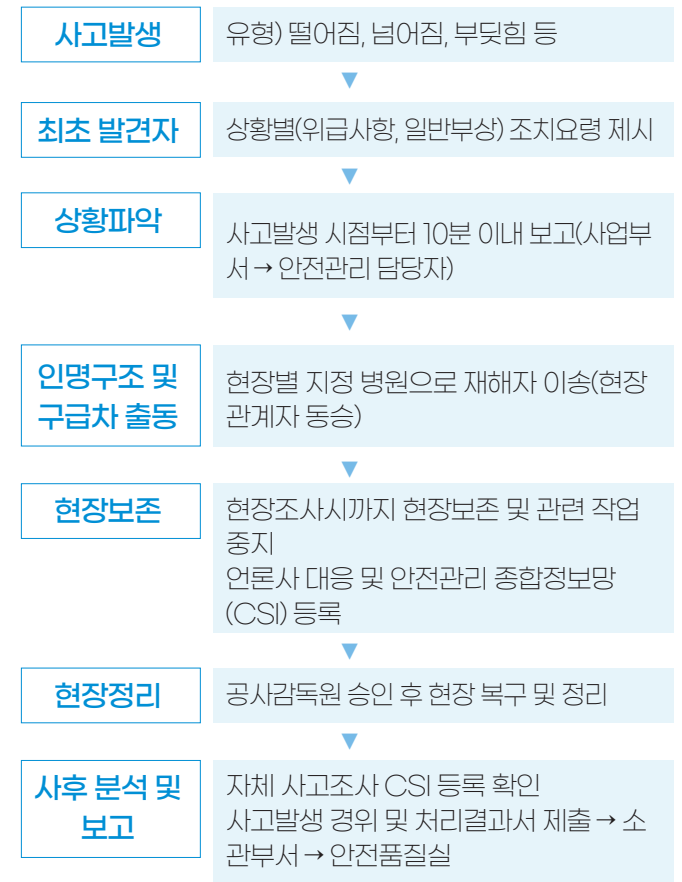 사고발생
유형) 떨어짐, 넘어짐, 부딪힘 등
▼
최초 발견자
상황별(위급사항, 일반부상) 조치요령 제시
▼
상황파악
사고발생 시점부터 10분 이내 보고(사업부
서 → 안전관리 담당자)
▼
인명구조 및
구급차 출동
현장별 지정 병원으로 재해자 이송(현장
관계자 동승)
▼
현장보존
현장조사시까지 현장보존 및 관련 작업
중지
언론사 대응 및 안전관리 종합정보망
(CSI) 등록
▼
현장정리
공사감독원 승인 후 현장 복구 및 정리
▼
사후 분석 및
보고
자체 사고조사 CSI 등록 확인
사고발생 경위 및 처리결과서 제출 → 소
관부서 → 안전품질실